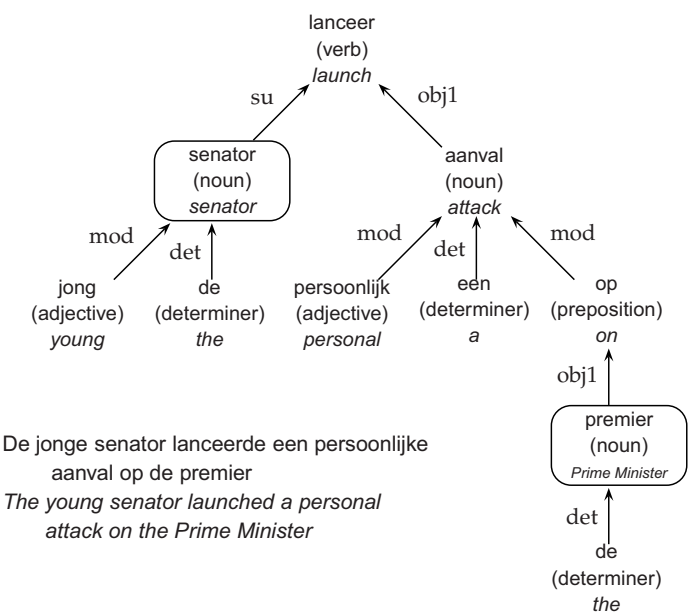 lanceer
(verb)
launch
su
obj1
senator
(noun)
senator
aanval
(noun)
attack
mod
det
mod
det
mod
jong
(adjective)
young
de
(determiner)
the
persoonlijk
(adjective)
personal
een
(determiner)
a
op
(preposition)
on
obj1
premier
(noun)
Prime Minister
det
de
(determiner)
the
De jonge senator lanceerde een persoonlijke
aanval op de premier
The young senator launched a personal
attack on the Prime Minister